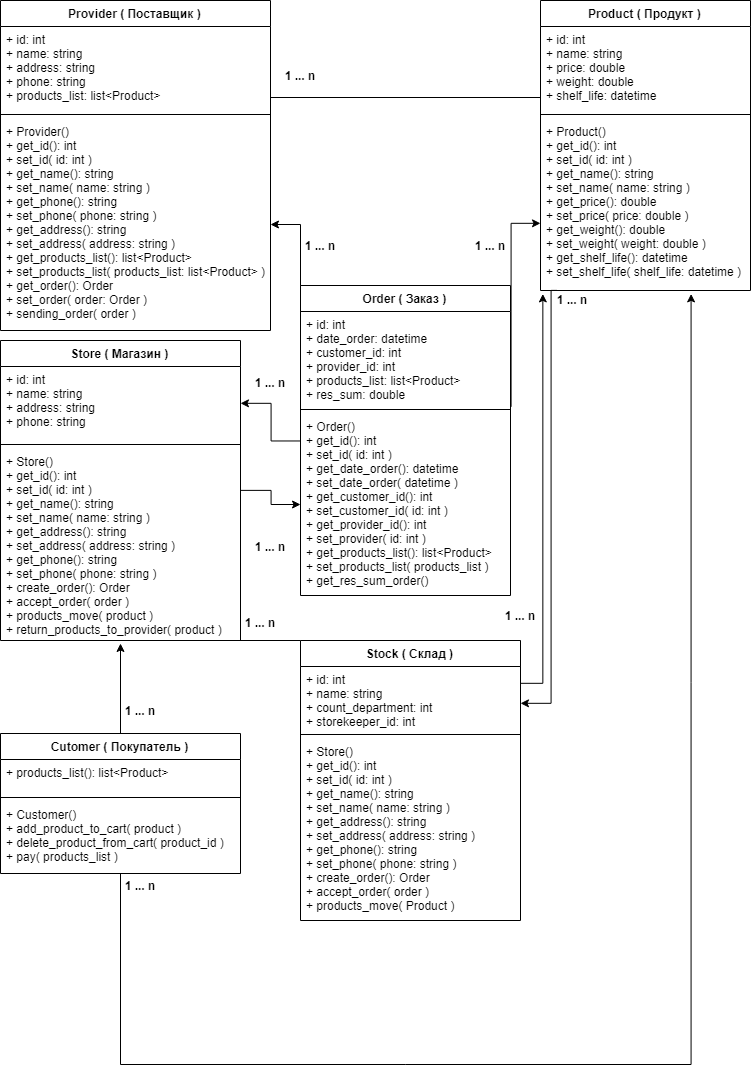 Provider ( Поставщик )
+ id: int
+ name: string
+ address: string
+ phone: string
+ products_list: list<Product>
+ Provider()
+ get_id(): int
+ set_id( id: int )
+ get_name(): string
+ set_name( name: string )
+ get_phone(): string
+ set_phone( phone: string )
+ get_address(): string
+ set_address( address: string )
+ get_products_list(): list<Product>
+ set_products_list( products_list: list<Product> )
+ get_order(): Order
+ set_order( order: Order )
+ sending_order( order )
1 ... n
Product ( Продукт )
+ id: int
+ name: string
+ price: double
+ weight: double
+ shelf_life: datetime
+ Product()
+ get_id(): int
+ set_id( id: int )
+ get_name(): string
+ set_name( name: string )
+ get_price(): double
+ set_price( price: double )
+ get_weight(): double
+ set_weight( weight: double )
+ get_shelf_life(): datetime
+ set_shelf_life( shelf_life: datetime )
1 ... n
1 ... n
1 ... n
Order ( Заказ )
+ id: int
+ date_order: datetime
+ customer_id: int
+ provider_id: int
+ products_list: list<Product>
+ res_sum: double
+ Order()
+ get_id(): int
+ set_id( id: int )
+ get_date_order(): datetime
+ set_date_order( datetime )
+ get_customer_id(): int
+ set_customer_id( id: int )
+ get_provider_id(): int
+ set_provider( id: int )
+ get_products_list(): list<Product>
+ set_products_list( products_list )
+ get_res_sum_order()
Store ( Магазин )
+ id: int
+ name: string
+ address: string
+ phone: string
+ Store()
+ get_id(): int
+ set_id( id: int )
+ get_name(): string
+ set_name( name: string )
+ get_address(): string
+ set_address( address: string )
+ get_phone(): string
+ set_phone( phone: string )
+ create_order(): Order
+ accept_order( order )
+ products_move( product )
+ return_products_to_provider( product )
1 ... n
1 ... n
1 ... n
1 ... n
Stock ( Склад )
+ id: int
+ name: string
+ count_department: int
+ storekeeper_id: int
+ Store()
+ get_id(): int
+ set_id( id: int )
+ get_name(): string
+ set_name( name: string )
+ get_address(): string
+ set_address( address: string )
+ get_phone(): string
+ set_phone( phone: string )
+ create_order(): Order
+ accept_order( order )
+ products_move( Product )
1 ... n
Cutomer ( Покупатель )
+ products_list(): list<Product>
+ Customer()
+ add_product_to_cart( product )
+ delete_product_from_cart( product_id )
+ pay( products_list )
1 ... n